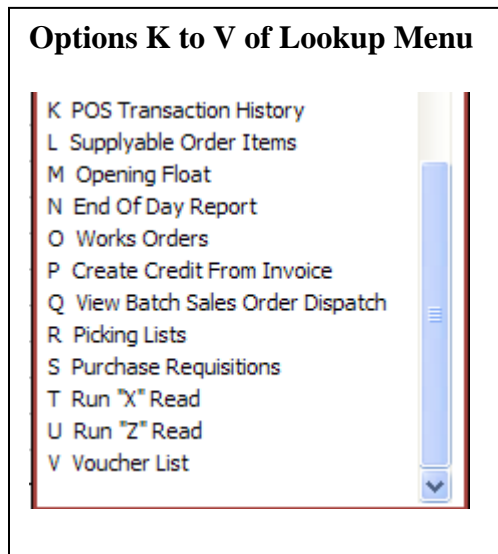 Options K to V of Lookup Menu
K POS Transaction History
L Supplyable Order Items
M Opening Float
N End Of Day Report
O Works Orders
P Create Credit From Invoice
Q View Batch Sales Order Dispatch
R Picking Lists
S Purchase Requisitions
T Run "X" Read
U Run "Z" Read
V Voucher List